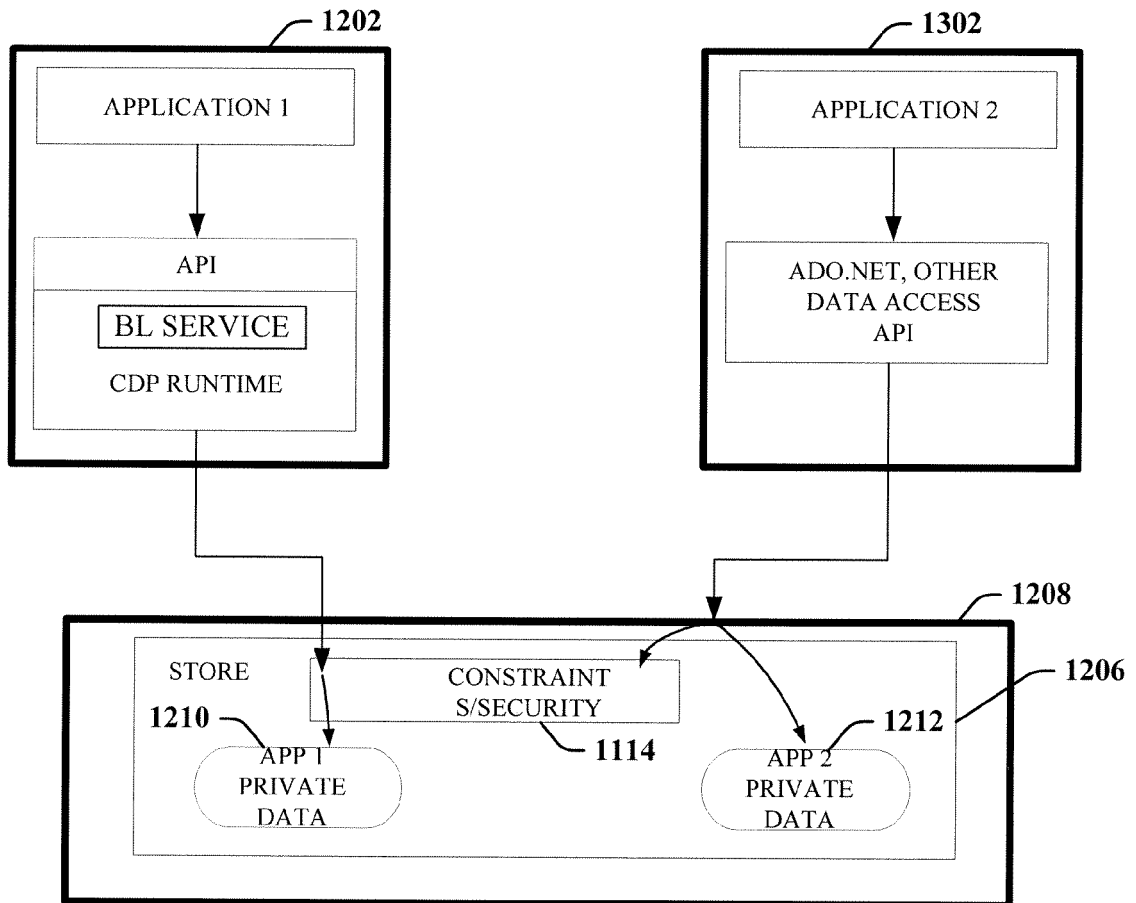 1202
1302
APPLICATION 1
APPLICATION 2
API
BL SERVICE
CDP RUNTIME
ADO.NET, OTHER
DATA ACCESS
API
1208
STORE
CONSTRAINT
S/SECURITY
1206
1210
1114
1212
APP 1
PRIVATE
DATA
APP 2
PRIVATE
DATA